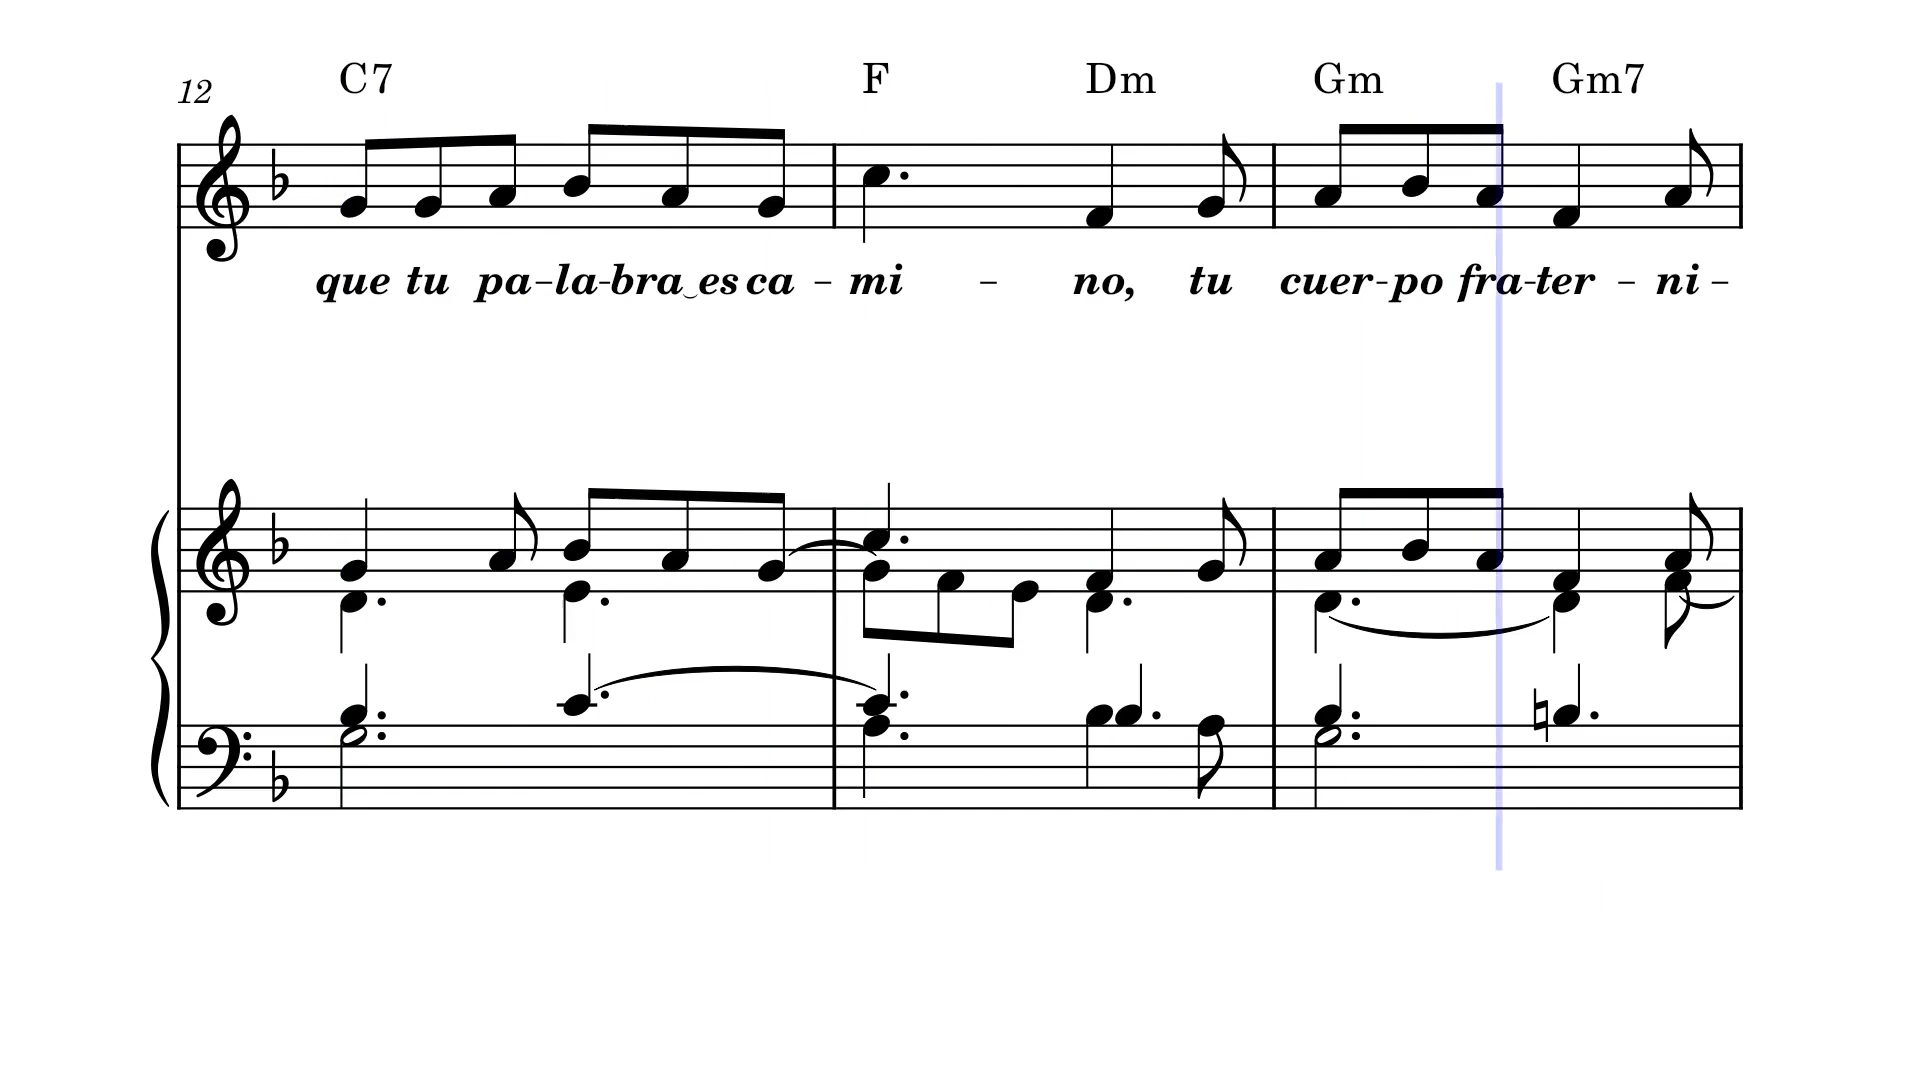 12 C7 F Dm Gm Gm7
que tu pa-la-bra‿es ca - mi - no, tu cuer-po fra-ter - ni -